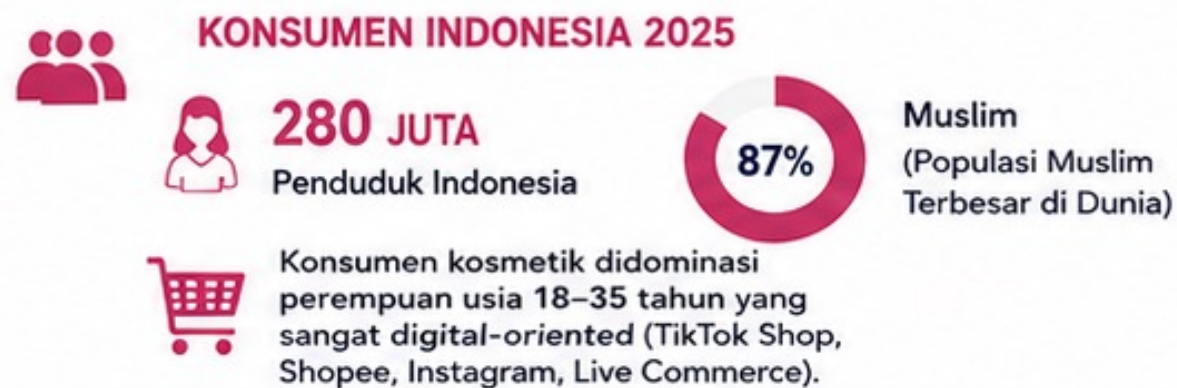 KONSUMEN INDONESIA 2025
280 JUTA
Penduduk Indonesia
87%
Muslim
(Populasi Muslim
Terbesar di Dunia)
Konsumen kosmetik didominasi
perempuan usia 18–35 tahun yang
sangat digital-oriented (TikTok Shop,
Shopee, Instagram, Live Commerce).